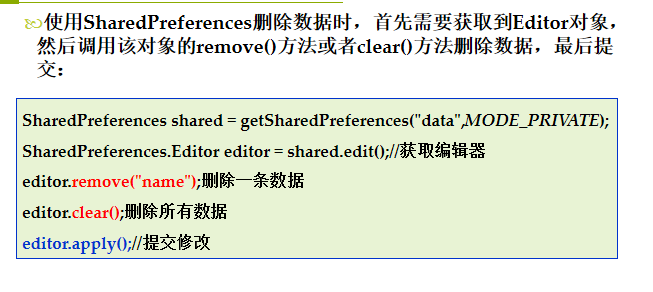 使用SharedPreferences删除数据时，首先需要获取到Editor对象，
然后调用该对象的remove()方法或者clear()方法删除数据，最后提
交：
SharedPreferences shared = getSharedPreferences("data",MODE_PRIVATE);
SharedPreferences.Editor editor = shared.edit();//获取编辑器
editor.remove("name");删除一条数据
editor.clear();删除所有数据
editor.apply();//提交修改